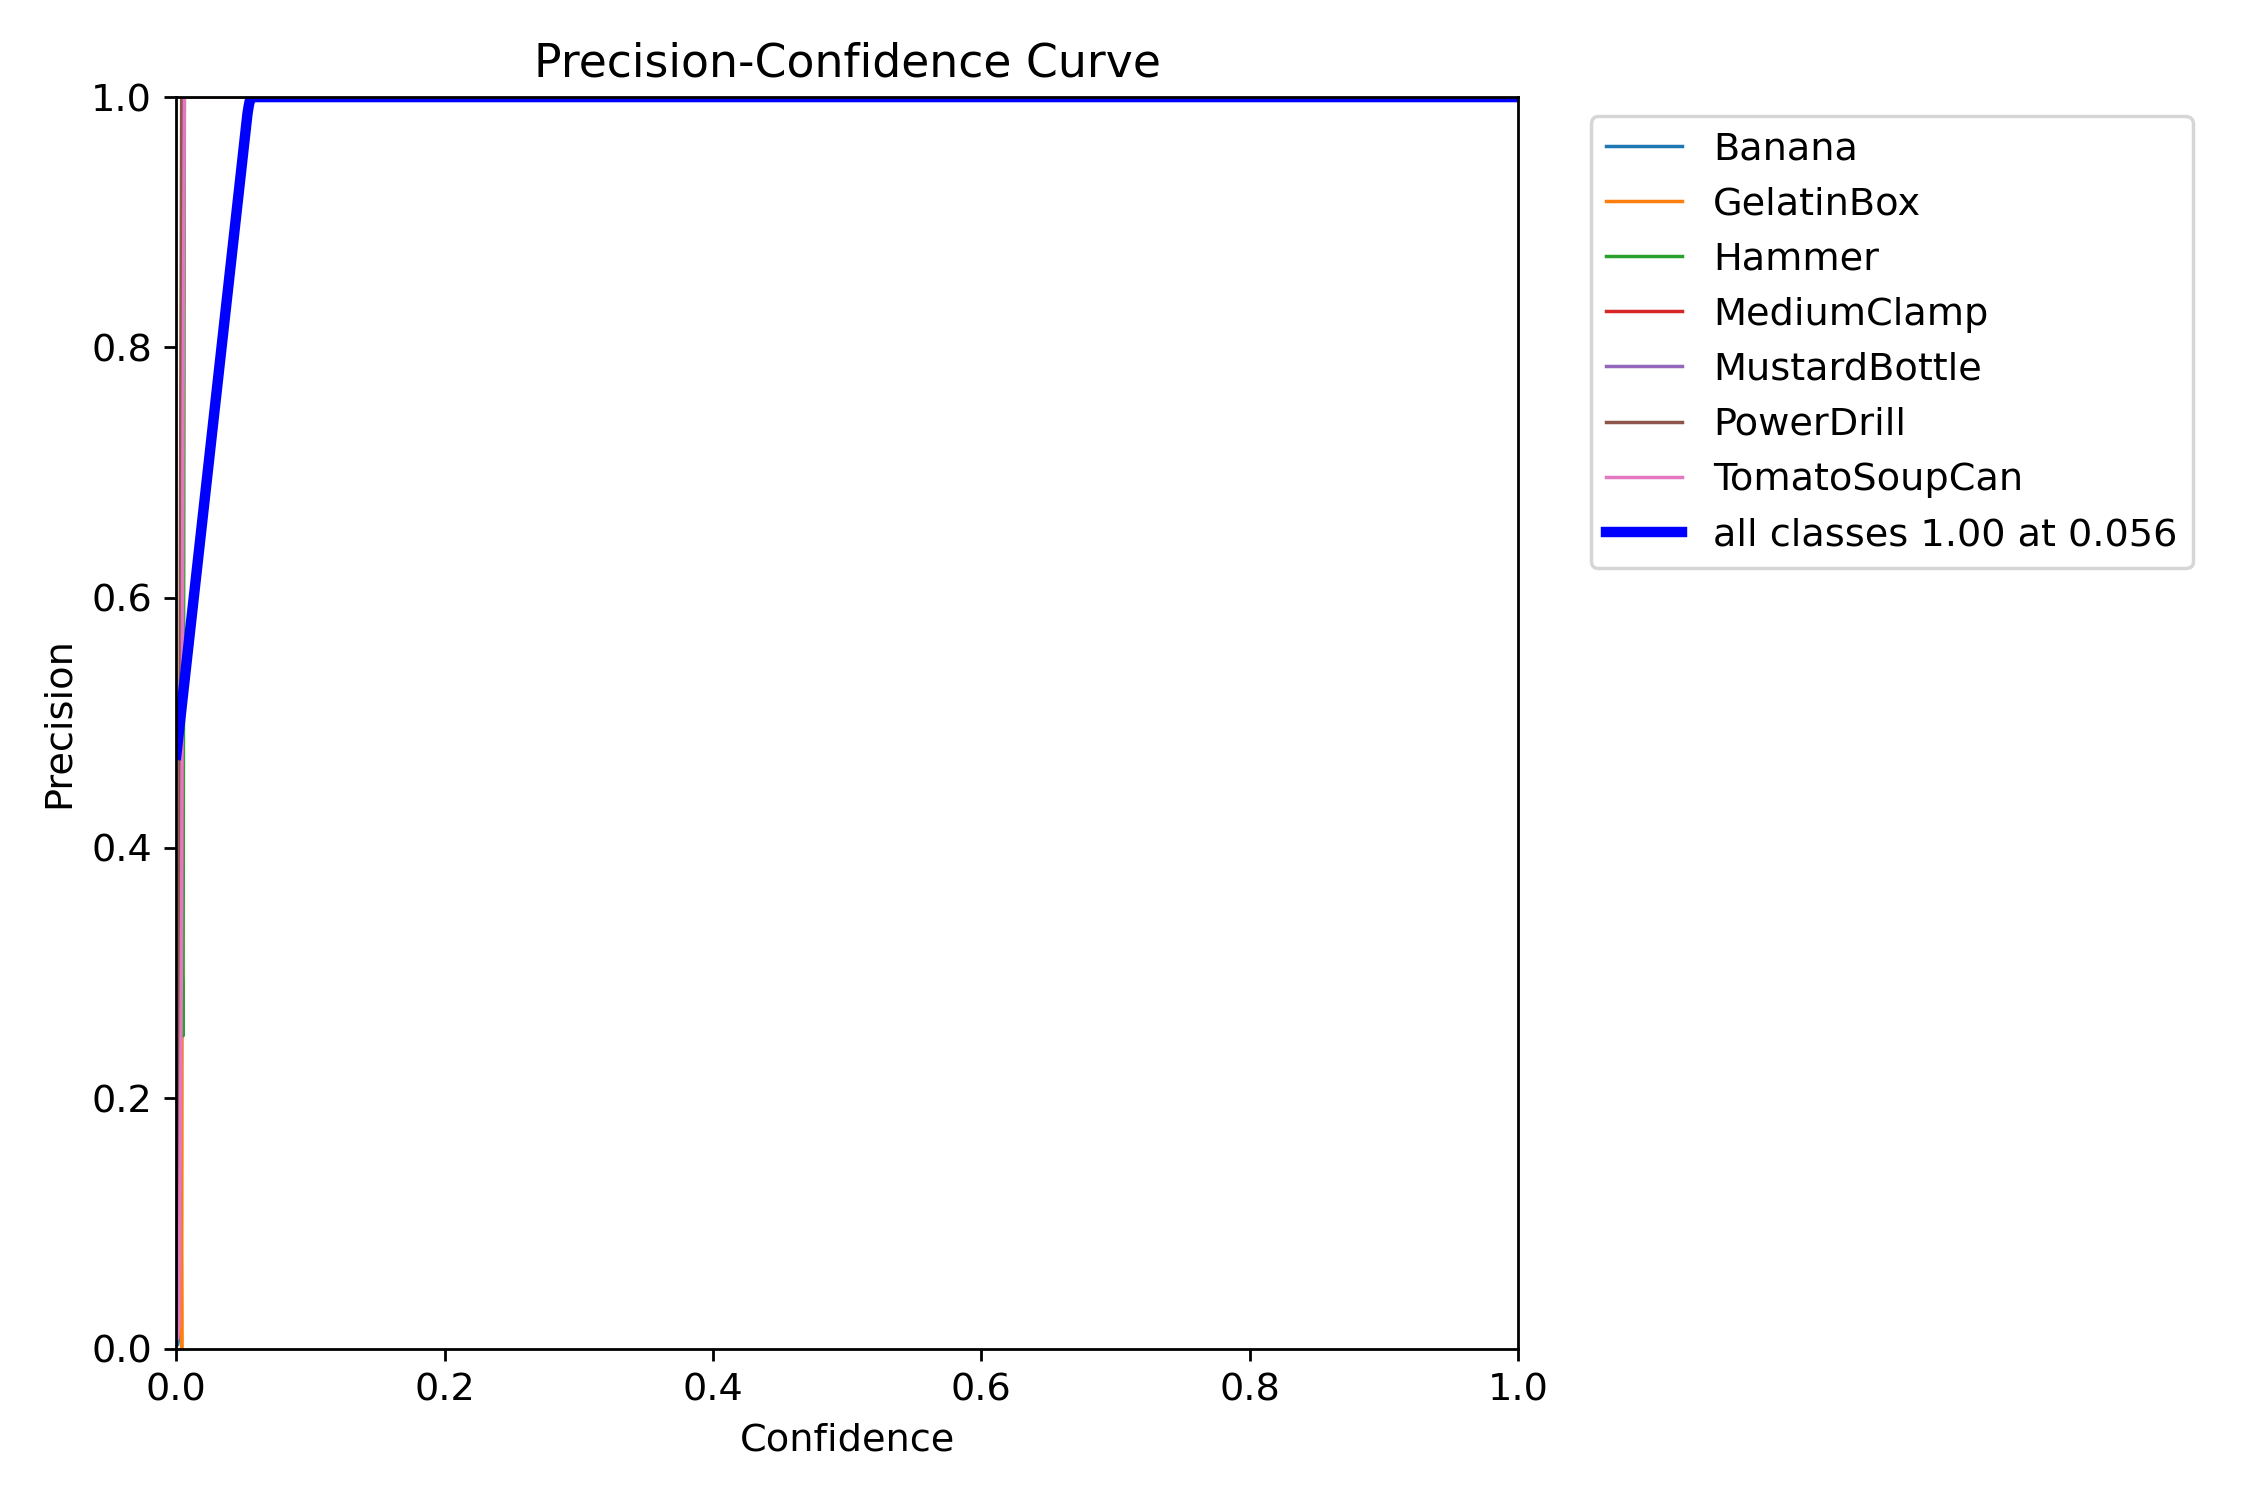 Precision-Confidence Curve
1.0
0.8
0.6
0.4
0.2
0.0
Precision
0.0 0.2 0.4 0.6 0.8 1.0
Confidence
Banana
GelatinBox
Hammer
MediumClamp
MustardBottle
PowerDrill
TomatoSoupCan
all classes 1.00 at 0.056